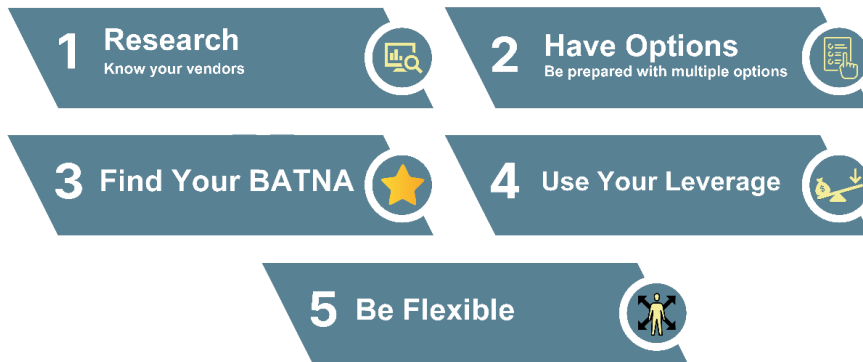 1 Research
Know your vendors
2 Have Options
Be prepared with multiple options
3 Find Your BATNA
4 Use Your Leverage
5 Be Flexible